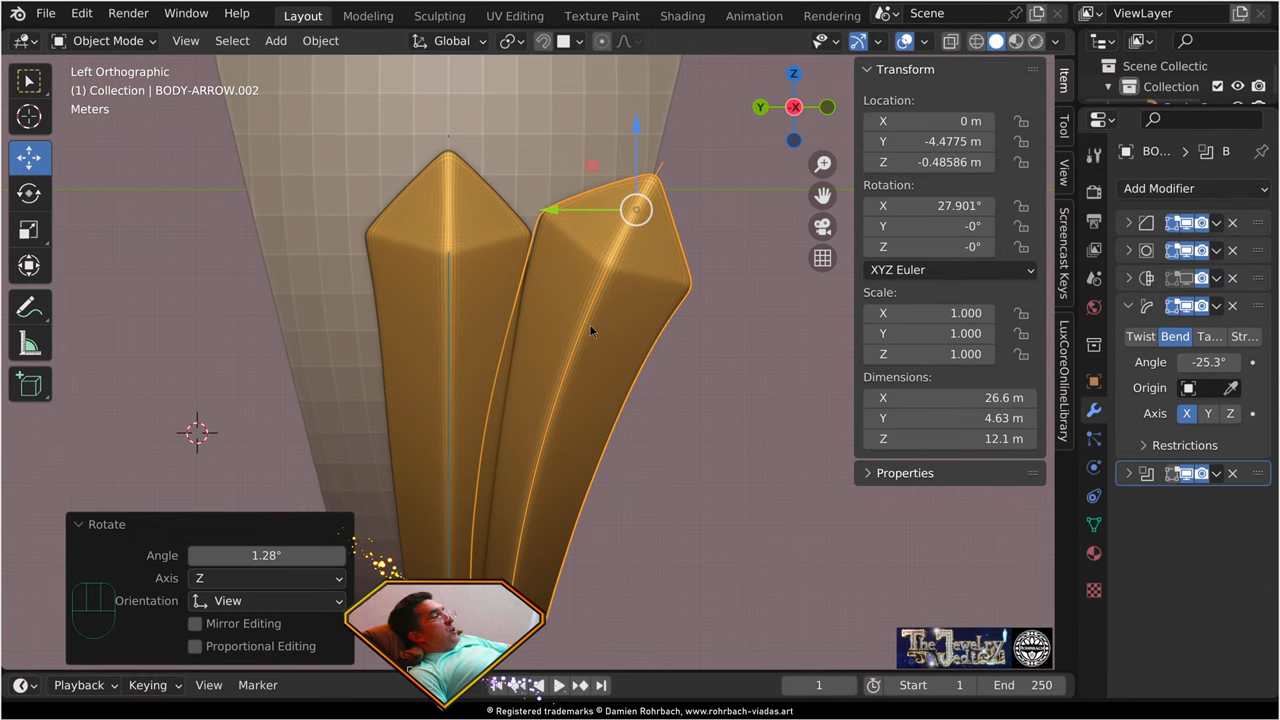 File Edit Render Window Help Layout Modeling Sculpting UV Editing Texture Paint Shading Animation Rendering Scene ViewLayer
Object Mode View Select Add Object Global
Left Orthographic
(1) Collection | BODY-ARROW.002
Meters
Z
Y
-X
Transform
Location:
X 0 m
Y -4.4775 m
Z -0.48586 m
Rotation:
X 27.901°
Y -0°
Z -0°
XYZ Euler
Scale:
X 1.000
Y 1.000
Z 1.000
Dimensions:
X 26.6 m
Y 4.63 m
Z 12.1 m
Properties
Item
Tool
View
Screencast Keys
LuxCoreOnlineLibrary
Scene Collectic
Collection
BO... B
Add Modifier
Twist Bend Ta... Str...
Angle -25.3°
Origin
Axis X Y Z
Restrictions
Rotate
Angle 1.28°
Axis Z
Orientation View
Mirror Editing
Proportional Editing
The Jewelry
ROHRBACH
Playback Keying View Marker 1 Start 1 End 250
® Registered trademarks © Damien Rohrbach, www.rohrbach-viadas.art